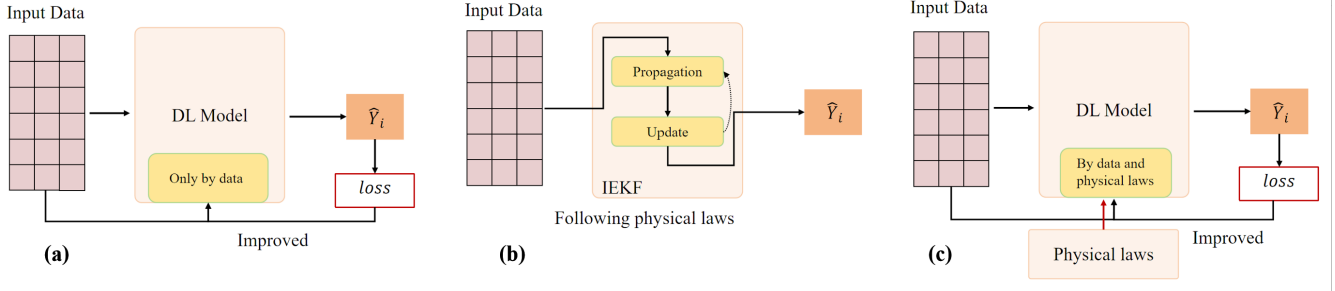 Input Data
DL Model
Ŷᵢ
Only by data
loss
Improved
(a)
Input Data
Propagation
Update
IEKF
Ŷᵢ
Following physical laws
(b)
Input Data
DL Model
Ŷᵢ
By data and
physical laws
loss
Improved
Physical laws
(c)